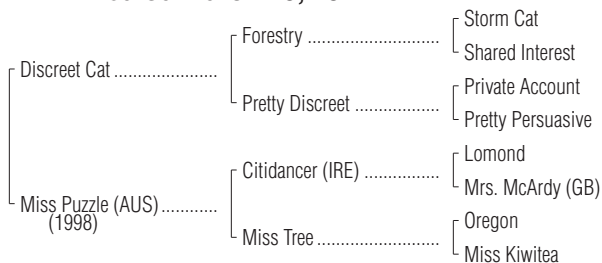 Forestry
Storm Cat
Shared Interest
Discreet Cat
Pretty Discreet
Private Account
Pretty Persuasive
Miss Puzzle (AUS)
(1998)
Citidancer (IRE)
Lomond
Mrs. McArdy (GB)
Miss Tree
Oregon
Miss Kiwitea